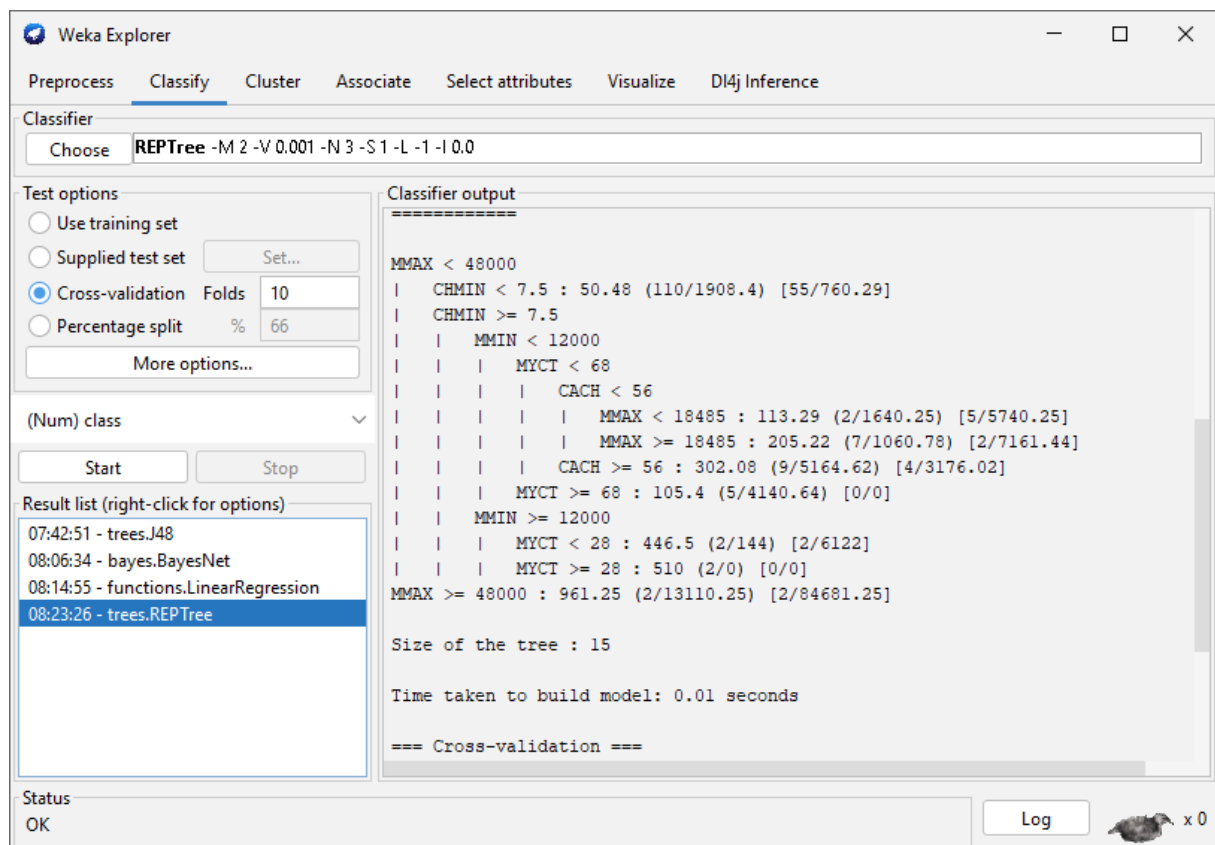 Weka Explorer
Preprocess Classify Cluster Associate Select attributes Visualize Dl4j Inference
Classifier
Choose REPTree -M 2 -V 0.001 -N 3 -S 1 -L -1 -I 0.0
Test options
Use training set
Supplied test set Set...
Cross-validation Folds 10
Percentage split % 66
More options...
(Num) class
Start Stop
Result list (right-click for options)
07:42:51 - trees.J48
08:06:34 - bayes.BayesNet
08:14:55 - functions.LinearRegression
08:23:26 - trees.REPTree
Classifier output
============
MMAX < 48000
| CHMIN < 7.5 : 50.48 (110/1908.4) [55/760.29]
| CHMIN >= 7.5
| | MMIN < 12000
| | | MYCT < 68
| | | | CACH < 56
| | | | | MMAX < 18485 : 113.29 (2/1640.25) [5/5740.25]
| | | | | MMAX >= 18485 : 205.22 (7/1060.78) [2/7161.44]
| | | | CACH >= 56 : 302.08 (9/5164.62) [4/3176.02]
| | | MYCT >= 68 : 105.4 (5/4140.64) [0/0]
| | MMIN >= 12000
| | | MYCT < 28 : 446.5 (2/144) [2/6122]
| | | MYCT >= 28 : 510 (2/0) [0/0]
MMAX >= 48000 : 961.25 (2/13110.25) [2/84681.25]
Size of the tree : 15
Time taken to build model: 0.01 seconds
=== Cross-validation ===
Status
OK
Log
x 0